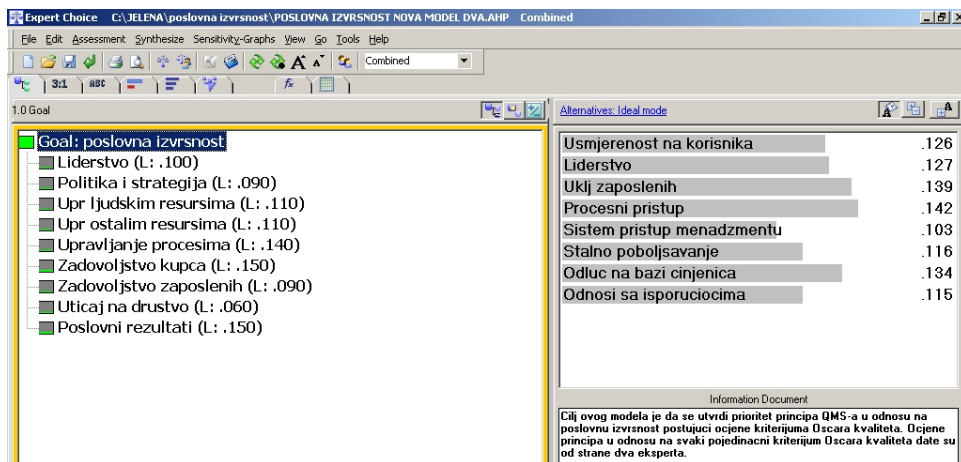 Expert Choice C:\JELENA\poslovna izvrsnost\POSLOVNA IZVRSNOST NOVA MODEL DVA.AHP Combined
File Edit Assessment Synthesize Sensitivity-Graphs View Go Tools Help
Combined
3:1 ABC fx
1.0 Goal
Alternatives: Ideal mode
Goal: poslovna izvrsnost
Liderstvo (L: .100)
Politika i strategija (L: .090)
Upr ljudskim resursima (L: .110)
Upr ostalim resursima (L: .110)
Upravljanje procesima (L: .140)
Zadovoljstvo kupca (L: .150)
Zadovoljstvo zaposlenih (L: .090)
Uticaj na drustvo (L: .060)
Poslovni rezultati (L: .150)
Usmjerenost na korisnika .126
Liderstvo .127
Uklj zaposlenih .139
Procesni pristup .142
Sistem pristup menadzmentu .103
Stalno poboljsavanje .116
Odluc na bazi cinjenica .134
Odnosi sa isporuciocima .115
Information Document
Cilj ovog modela je da se utvrdi prioritet principa QMS-a u odnosu na
poslovnu izvrsnost postujuci ocjene kriterijuma Oscara kvaliteta. Ocjene
principa u odnosu na svaki pojedinacni kriterijum Oscara kvaliteta date su
od strane dva eksperta.